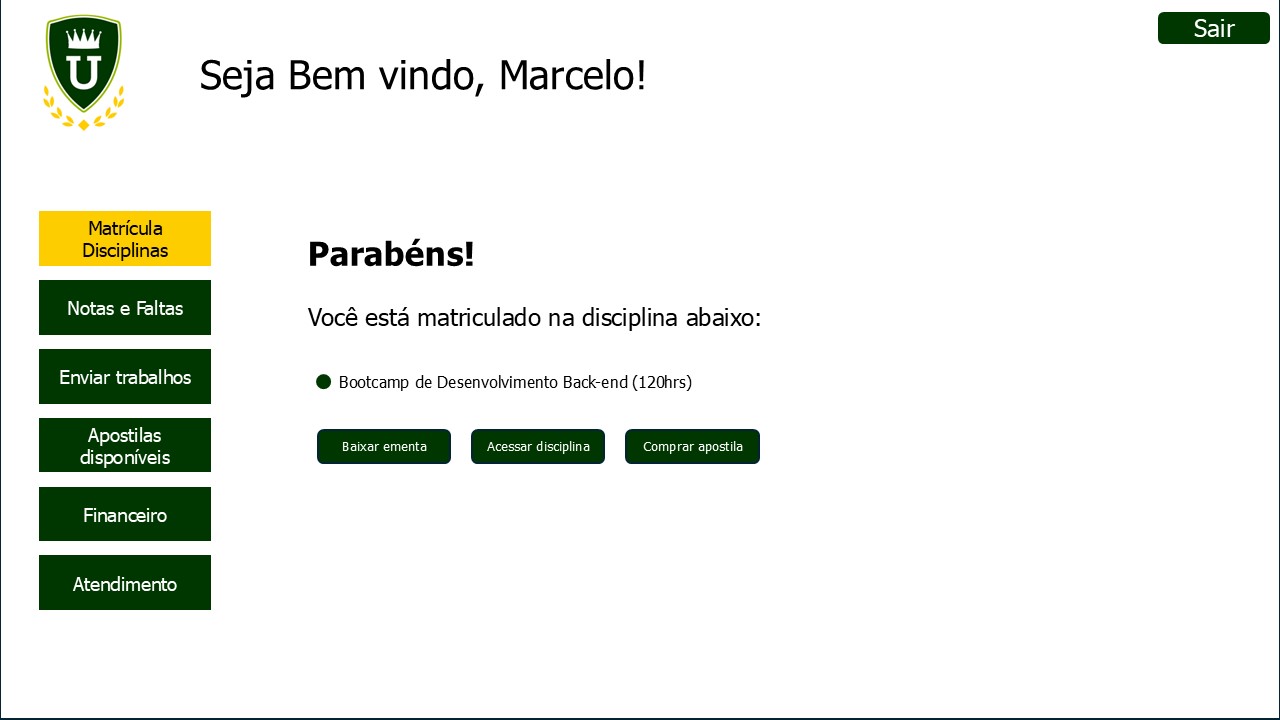 U
Sair
Seja Bem vindo, Marcelo!
Matrícula
Disciplinas
Notas e Faltas
Enviar trabalhos
Apostilas
disponíveis
Financeiro
Atendimento
Parabéns!
Você está matriculado na disciplina abaixo:
Bootcamp de Desenvolvimento Back-end (120hrs)
Baixar ementa
Acessar disciplina
Comprar apostila